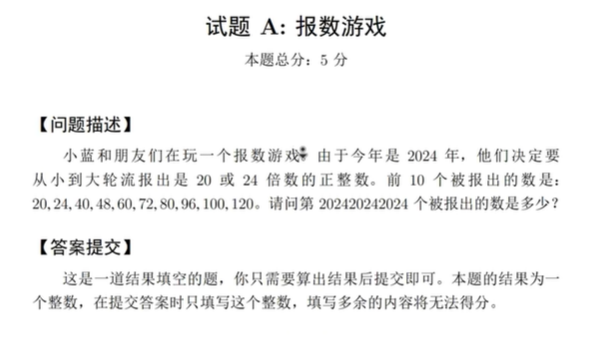 试题 A: 报数游戏
本题总分：5 分
【问题描述】
小蓝和朋友们在玩一个报数游戏 由于今年是 2024 年，他们决定要
从小到大轮流报出是 20 或 24 倍数的正整数。前 10 个被报出的数是：
20, 24, 40, 48, 60, 72, 80, 96, 100, 120。请问第 202420242024 个被报出的数是多少？
【答案提交】
这是一道结果填空的题，你只需要算出结果后提交即可。本题的结果为一
个整数，在提交答案时只填写这个整数，填写多余的内容将无法得分。